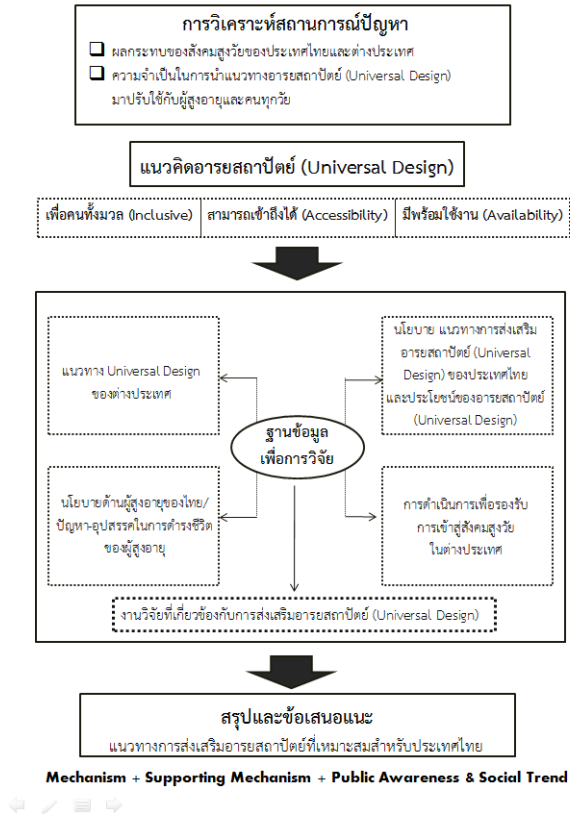 การวิเคราะห์สถานการณ์ปัญหา
ผลกระทบของสังคมสูงวัยของประเทศไทยและต่างประเทศ
ความจำเป็นในการนำแนวทางอารยสถาปัตย์ (Universal Design)
มาปรับใช้กับผู้สูงอายุและคนทุกวัย
แนวคิดอารยสถาปัตย์ (Universal Design)
เพื่อคนทั้งมวล (Inclusive)
สามารถเข้าถึงได้ (Accessibility)
มีพร้อมใช้งาน (Availability)
แนวทาง Universal Design
ของต่างประเทศ
นโยบาย แนวทางการส่งเสริม
อารยสถาปัตย์ (Universal
Design) ของประเทศไทย
และประโยชน์ของอารยสถาปัตย์
(Universal Design)
ฐานข้อมูล
เพื่อการวิจัย
นโยบายด้านผู้สูงอายุของไทย/
ปัญหา-อุปสรรคในการดำรงชีวิต
ของผู้สูงอายุ
การดำเนินการเพื่อรองรับ
การเข้าสู่สังคมสูงวัย
ในต่างประเทศ
งานวิจัยที่เกี่ยวข้องกับการส่งเสริมอารยสถาปัตย์ (Universal Design)
สรุปและข้อเสนอแนะ
แนวทางการส่งเสริมอารยสถาปัตย์ที่เหมาะสมสำหรับประเทศไทย
Mechanism + Supporting Mechanism + Public Awareness & Social Trend